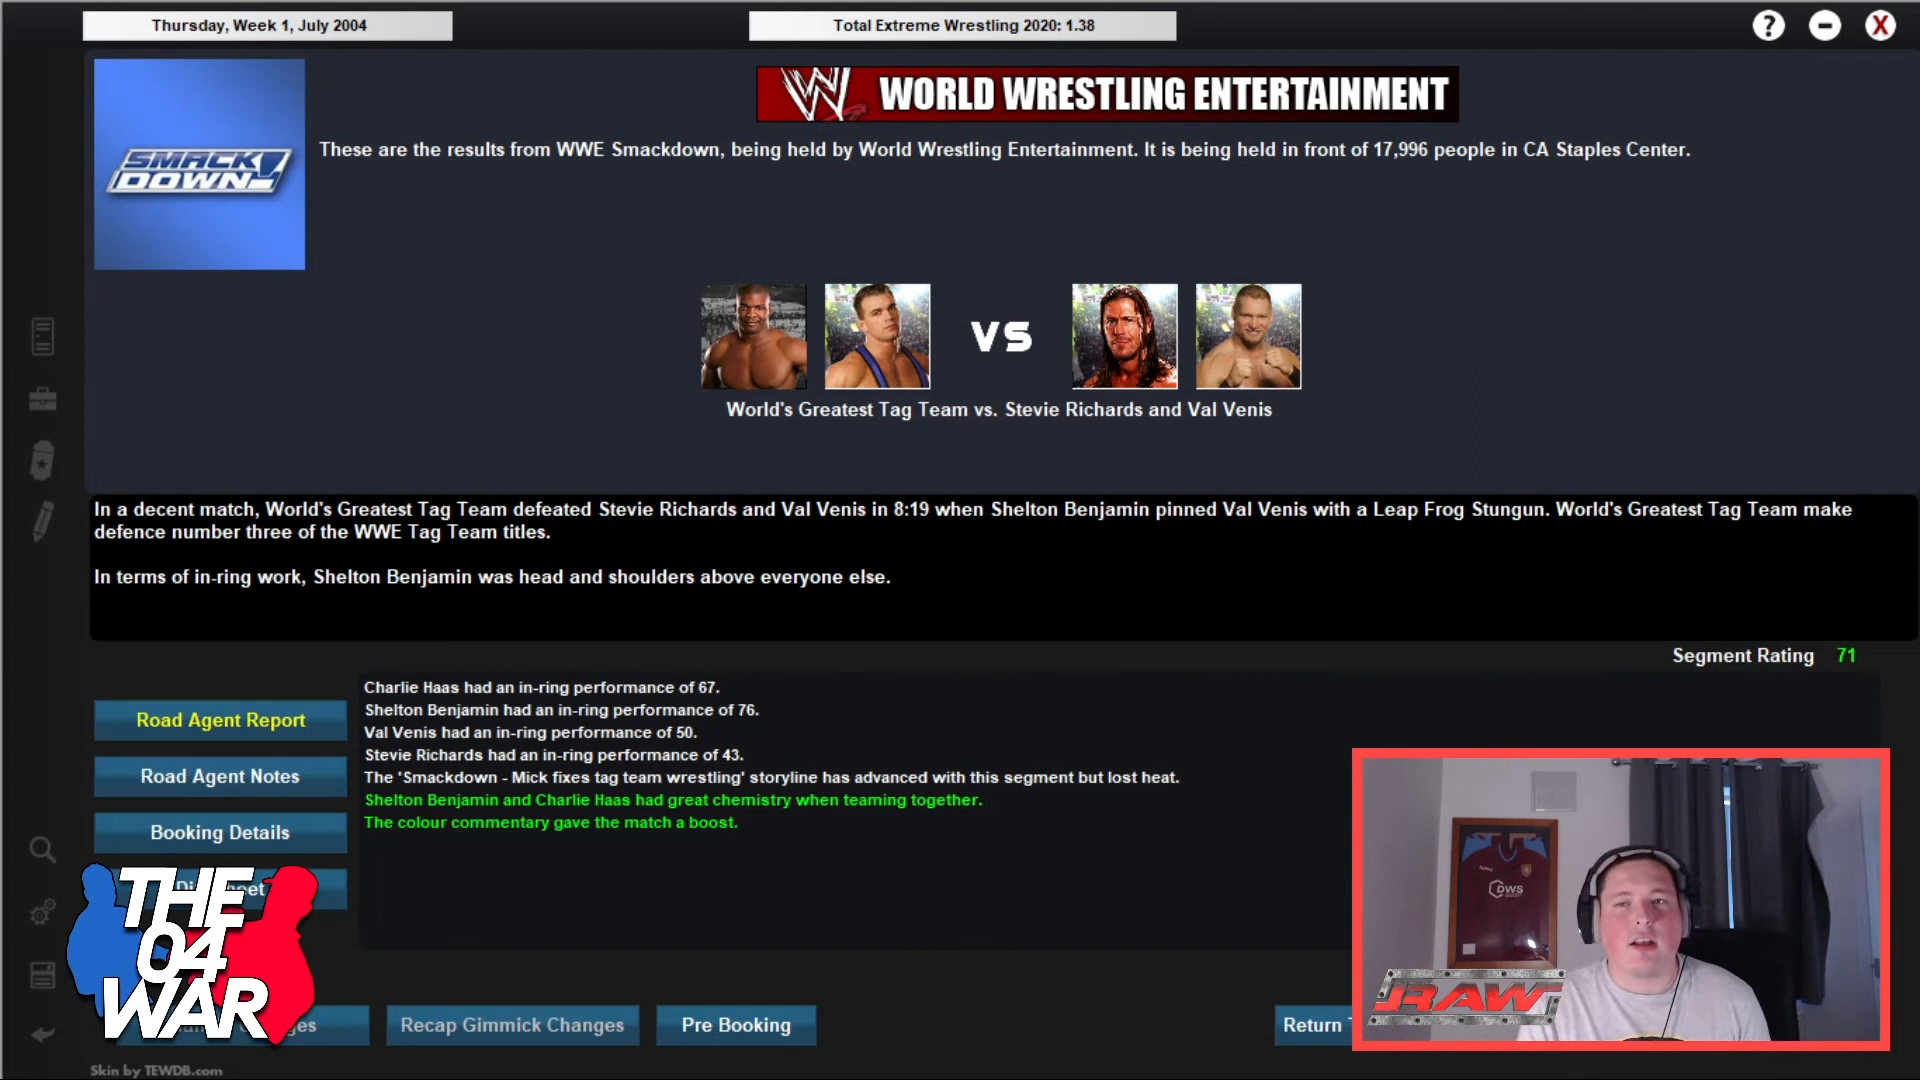 Thursday, Week 1, July 2004
Total Extreme Wrestling 2020: 1.38
?
X
SMACK
DOWN!
W WORLD WRESTLING ENTERTAINMENT
These are the results from WWE Smackdown, being held by World Wrestling Entertainment. It is being held in front of 17,996 people in CA Staples Center.
VS
World's Greatest Tag Team vs. Stevie Richards and Val Venis
In a decent match, World's Greatest Tag Team defeated Stevie Richards and Val Venis in 8:19 when Shelton Benjamin pinned Val Venis with a Leap Frog Stungun. World's Greatest Tag Team make
defence number three of the WWE Tag Team titles.
In terms of in-ring work, Shelton Benjamin was head and shoulders above everyone else.
Segment Rating 71
Road Agent Report
Road Agent Notes
Booking Details
Charlie Haas had an in-ring performance of 67.
Shelton Benjamin had an in-ring performance of 76.
Val Venis had an in-ring performance of 50.
Stevie Richards had an in-ring performance of 43.
The 'Smackdown - Mick fixes tag team wrestling' storyline has advanced with this segment but lost heat.
Shelton Benjamin and Charlie Haas had great chemistry when teaming together.
The colour commentary gave the match a boost.
THE
04
WAR
Recap Gimmick Changes
Pre Booking
Return
DWS
RAW
Skin by TEWDB.com